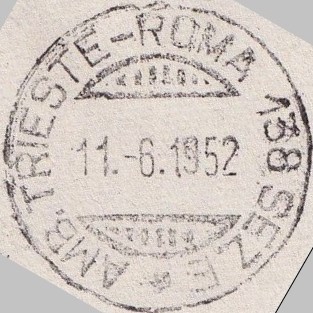 AMB. TRIESTE-ROMA 138 SEZ E *
11.-6.1952